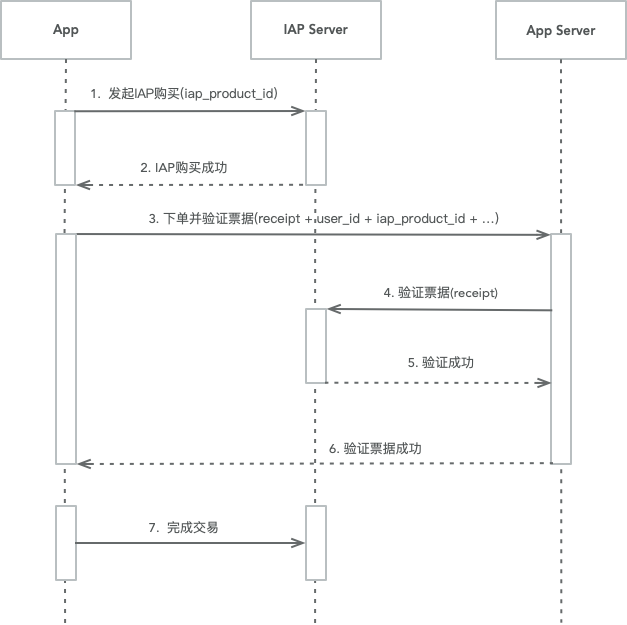 App
IAP Server
App Server
1. 发起IAP购买(iap_product_id)
2. IAP购买成功
3. 下单并验证票据(receipt + user_id + iap_product_id + ...)
4. 验证票据(receipt)
5. 验证成功
6. 验证票据成功
7. 完成交易